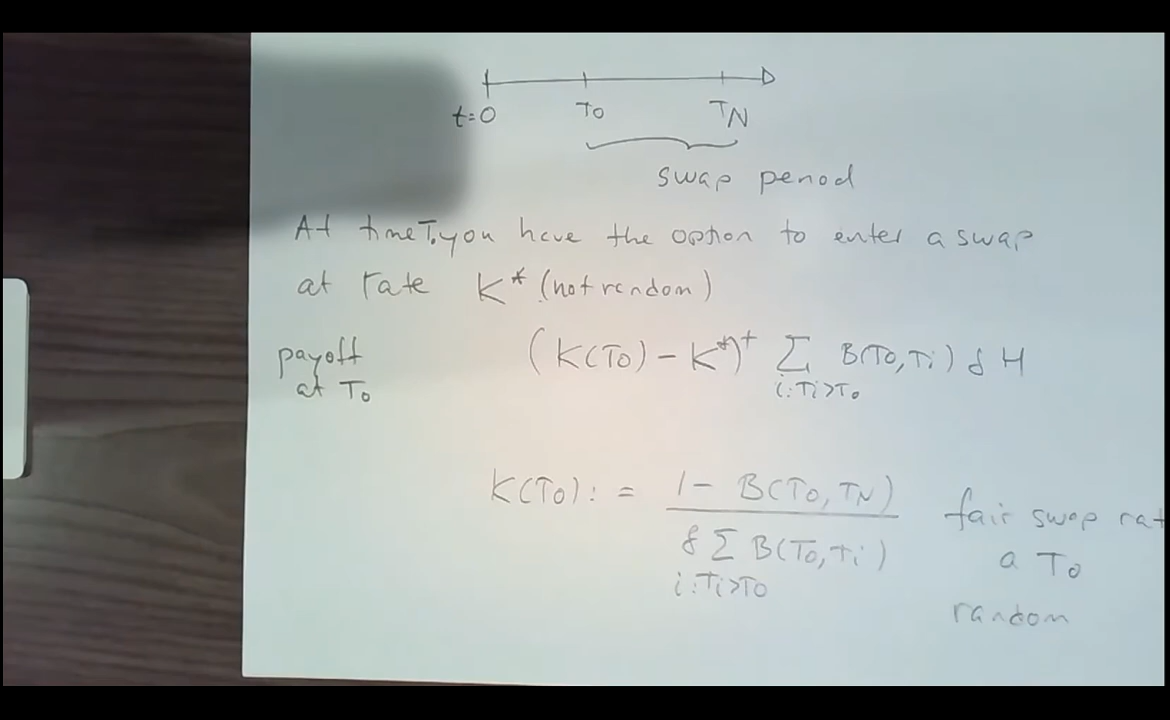 t=0 T0 TN
swap period
At time T0 you have the option to enter a swap
at rate K* (not random)
payoff (K(T0) - K*)⁺ ∑ B(T0,Ti) δ H
at T0 i:Ti>T0
K(T0) := 1 - B(T0,TN) fair swap rat
δ ∑ B(T0,Ti) a T0
i:Ti>T0 random